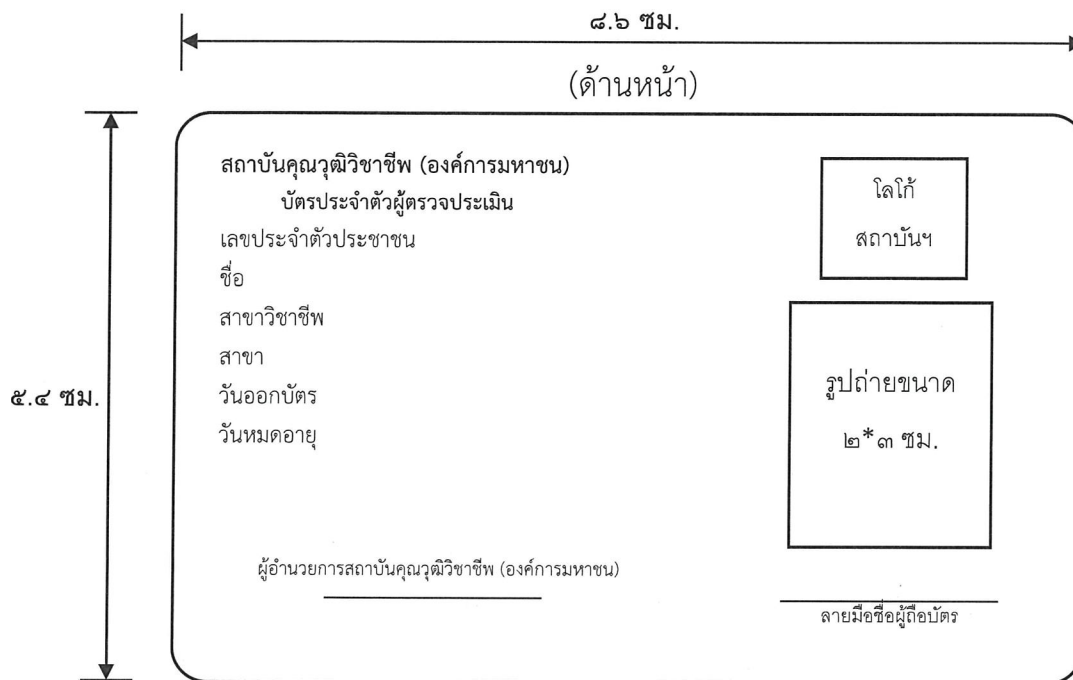 ๘.๖ ซม.
(ด้านหน้า)
สถาบันคุณวุฒิวิชาชีพ (องค์การมหาชน)
บัตรประจำตัวผู้ตรวจประเมิน
เลขประจำตัวประชาชน
ชื่อ
สาขาวิชาชีพ
สาขา
วันออกบัตร
วันหมดอายุ
โลโก้
สถาบันฯ
๕.๔ ซม.
รูปถ่ายขนาด
๒*๓ ซม.
ผู้อำนวยการสถาบันคุณวุฒิวิชาชีพ (องค์การมหาชน)
ลายมือชื่อผู้ถือบัตร